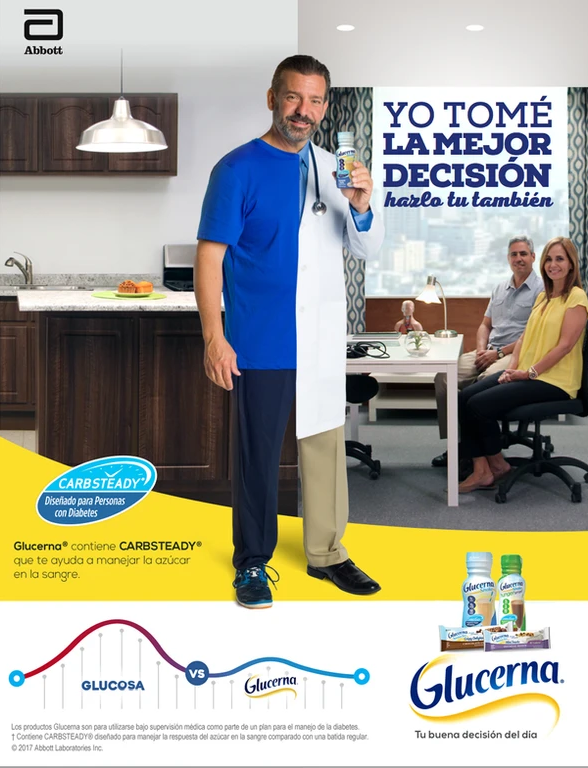 Abbott
YO TOMÉ
LA MEJOR
DECISIÓN
hazlo tu también
Glucerna
CARBSTEADY®
Diseñado para Personas
con Diabetes
Glucerna® contiene CARBSTEADY®
que te ayuda a manejar la azúcar
en la sangre.
GLUCOSA
VS
Glucerna®
Glucerna
Glucerna
Glucerna®
Tu buena decisión del día
Los productos Glucerna son para utilizarse bajo supervisión médica como parte de un plan para el manejo de la diabetes.
† Contiene CARBSTEADY® diseñado para manejar la respuesta del azúcar en la sangre comparado con una batida regular.
© 2017 Abbott Laboratories Inc.